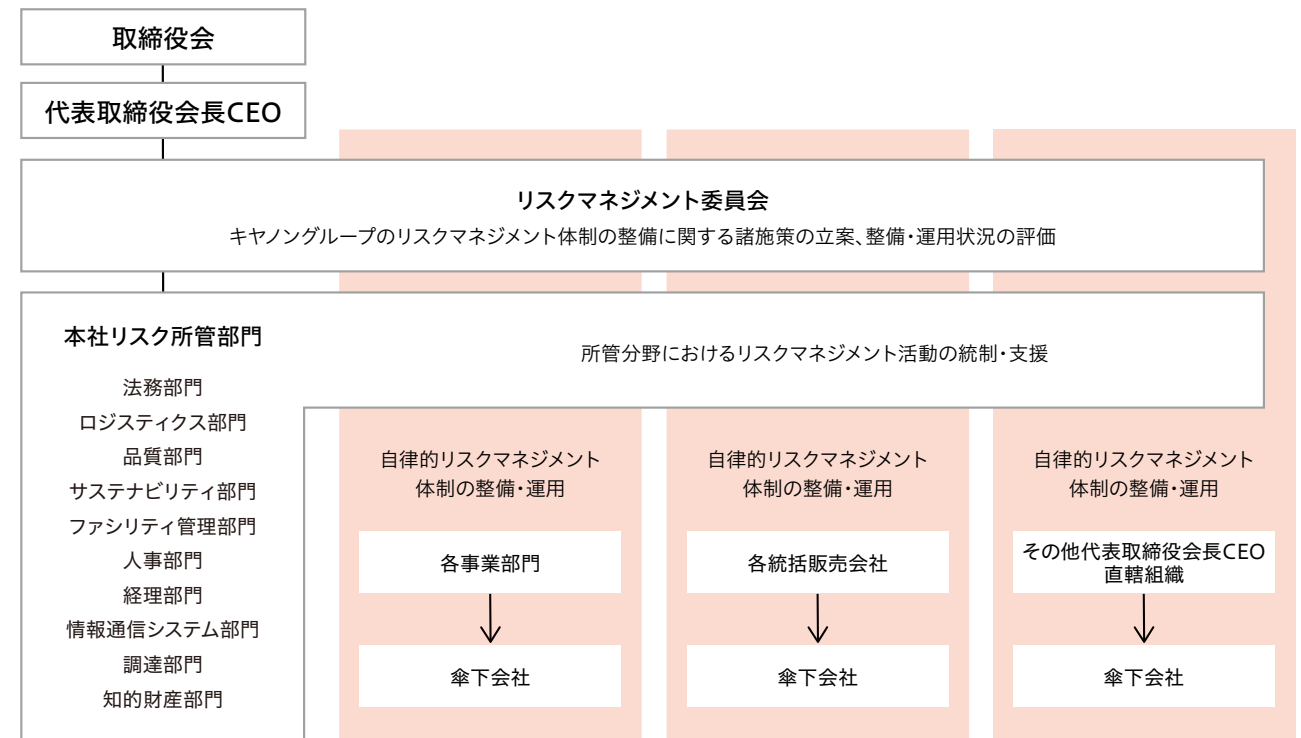 取締役会
代表取締役会長CEO
リスクマネジメント委員会
キヤノングループのリスクマネジメント体制の整備に関する諸施策の立案、整備・運用状況の評価
本社リスク所管部門
法務部門
ロジスティクス部門
品質部門
サステナビリティ部門
ファシリティ管理部門
人事部門
経理部門
情報通信システム部門
調達部門
知的財産部門
所管分野におけるリスクマネジメント活動の統制・支援
自律的リスクマネジメント
体制の整備・運用
各事業部門
傘下会社
自律的リスクマネジメント
体制の整備・運用
各統括販売会社
傘下会社
自律的リスクマネジメント
体制の整備・運用
その他代表取締役会長CEO
直轄組織
傘下会社